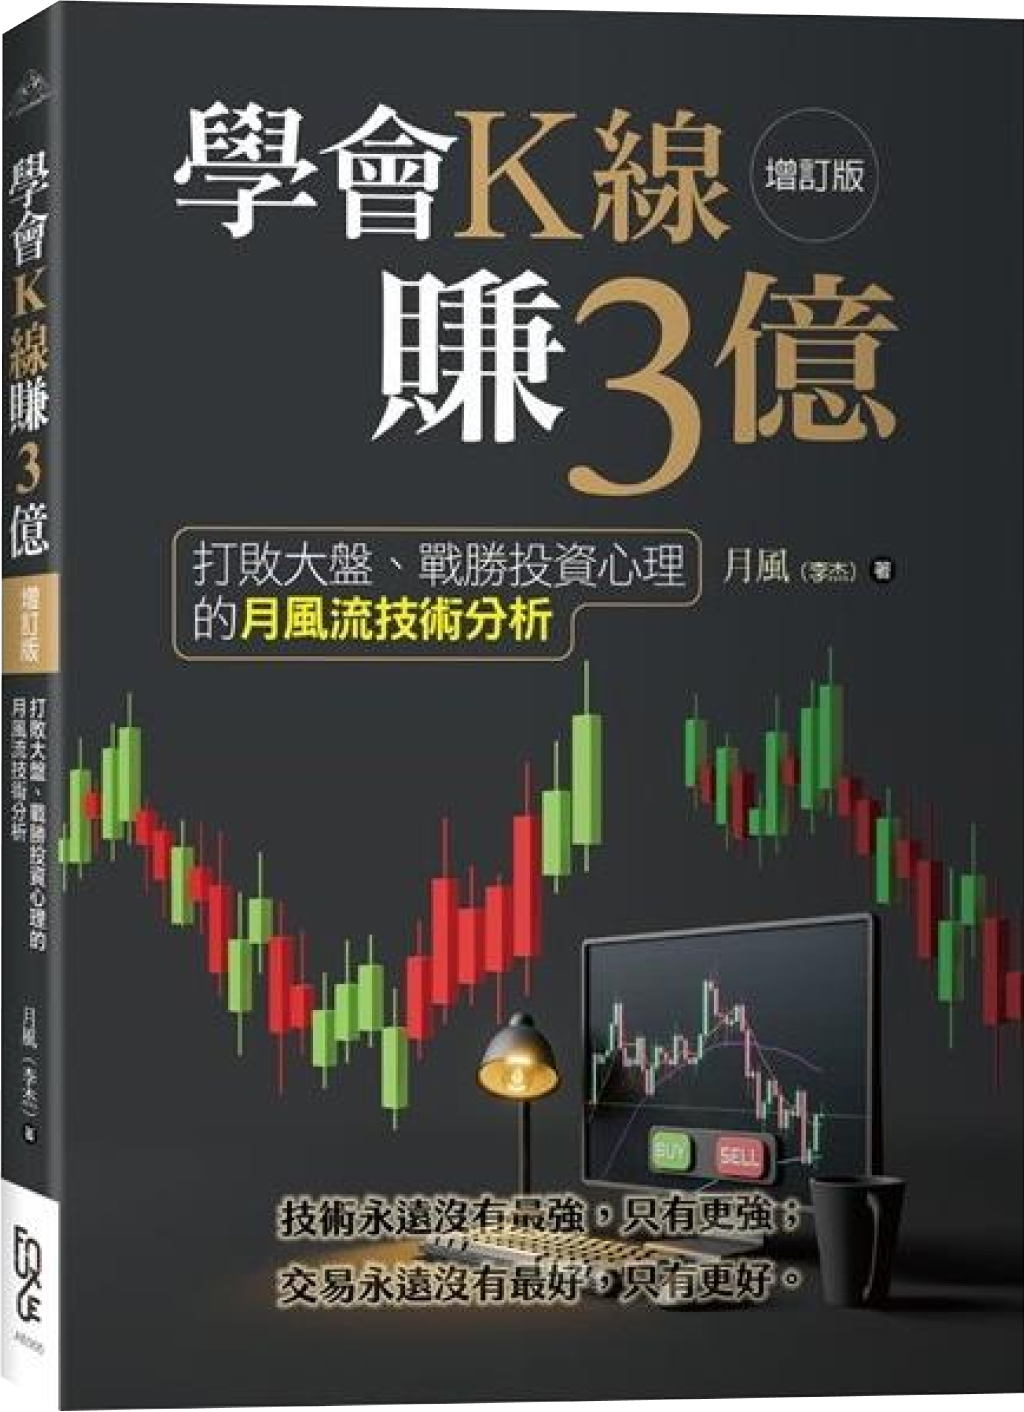 學會K線
增訂版
賺3億
打敗大盤、戰勝投資心理
的月風流技術分析
月風（李杰）著
BUY
SELL
技術永遠沒有最強，只有更強；
交易永遠沒有最好，只有更好。
學會K線賺3億
增訂版
打敗大盤、戰勝投資心理的
月風流技術分析
月風（李杰）著